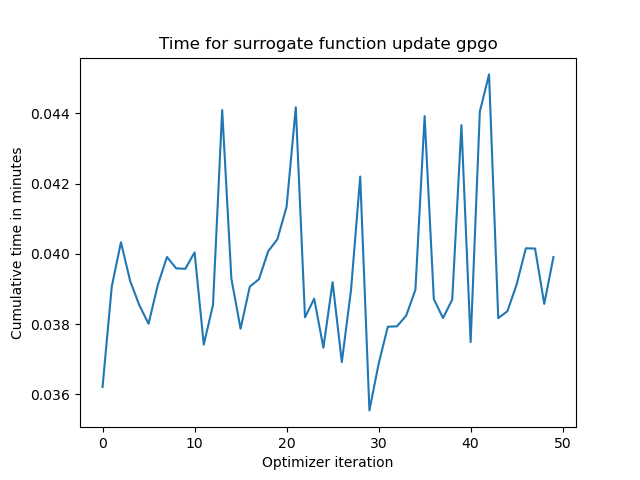 Time for surrogate function update gpgo
Cumulative time in minutes
0.044
0.042
0.040
0.038
0.036
0 10 20 30 40 50
Optimizer iteration